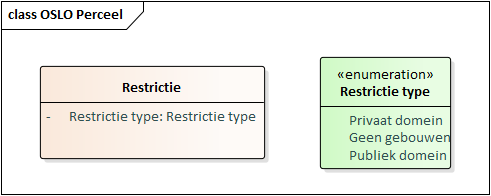 class OSLO Perceel
Restrictie
- Restrictie type: Restrictie type
«enumeration»
Restrictie type
Privaat domein
Geen gebouwen
Publiek domein